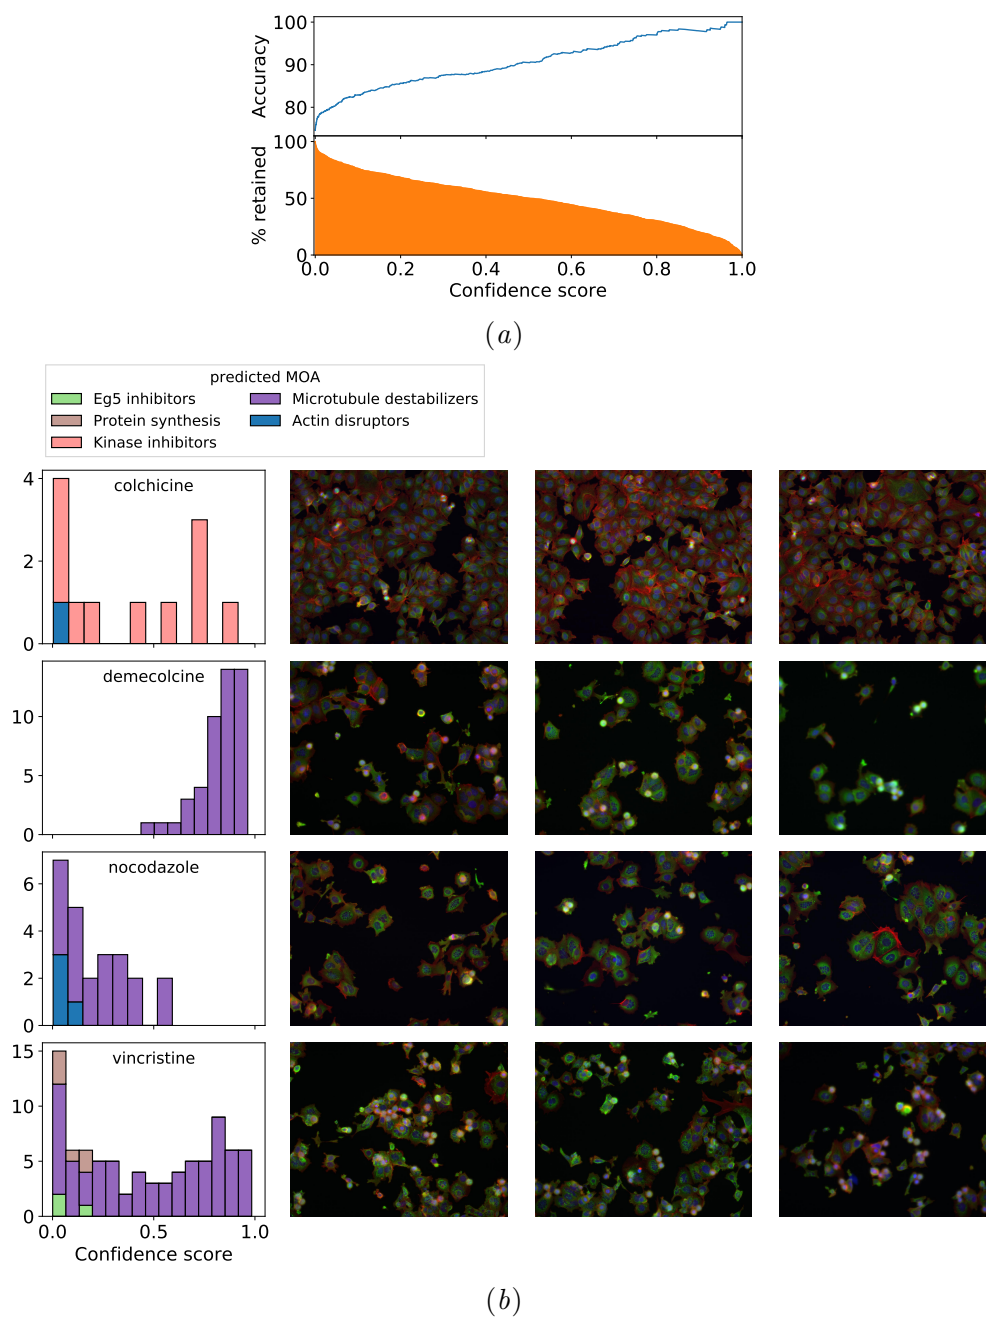 100
90
80
Accuracy
100
50
0
% retained
0.0 0.2 0.4 0.6 0.8 1.0
Confidence score
(a)
predicted MOA
Eg5 inhibitors
Protein synthesis
Kinase inhibitors
Microtubule destabilizers
Actin disruptors
colchicine
4
2
0
demecolcine
10
5
0
nocodazole
6
4
2
0
vincristine
15
10
5
0
0.0 0.5 1.0
Confidence score
(b)